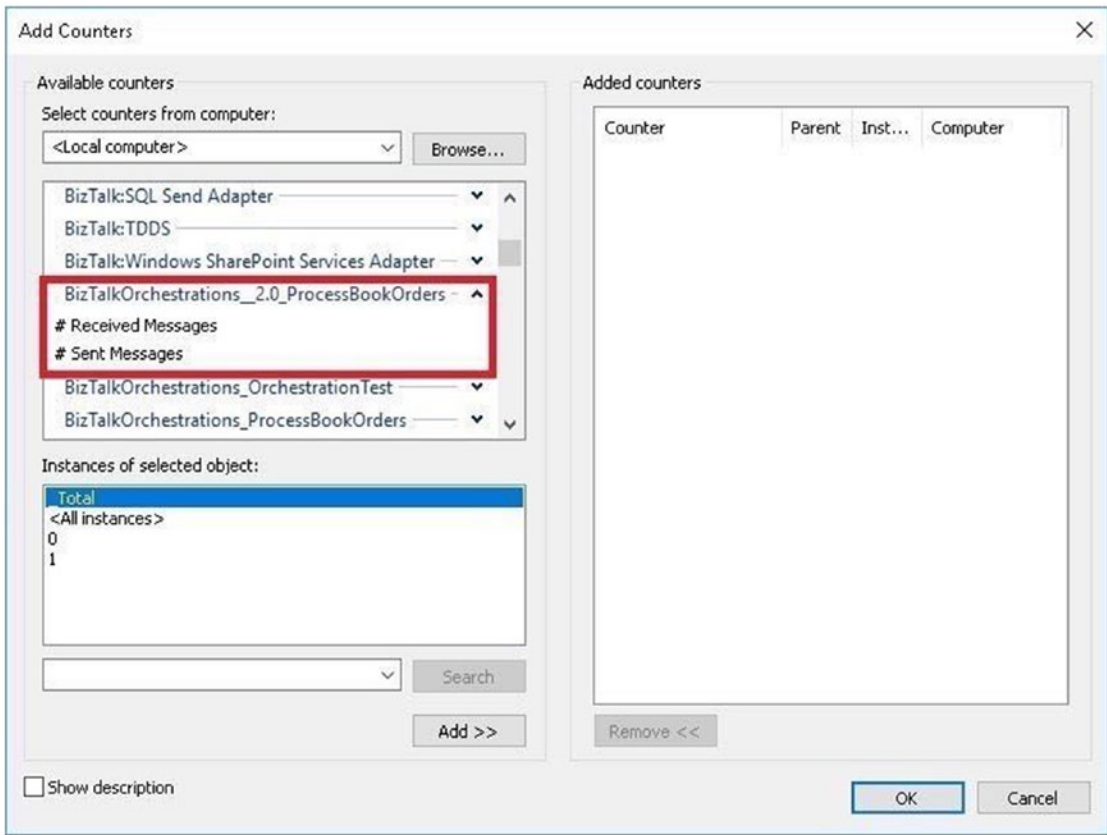 Add Counters
Available counters
Select counters from computer:
<Local computer>
Browse...
BizTalk:SQL Send Adapter
BizTalk:TDDS
BizTalk:Windows SharePoint Services Adapter
BizTalkOrchestrations__2.0_ProcessBookOrders
# Received Messages
# Sent Messages
BizTalkOrchestrations_OrchestrationTest
BizTalkOrchestrations_ProcessBookOrders
Instances of selected object:
_Total
<All instances>
0
1
Search
Add >>
Show description
Added counters
Counter Parent Inst... Computer
Remove <<
OK Cancel